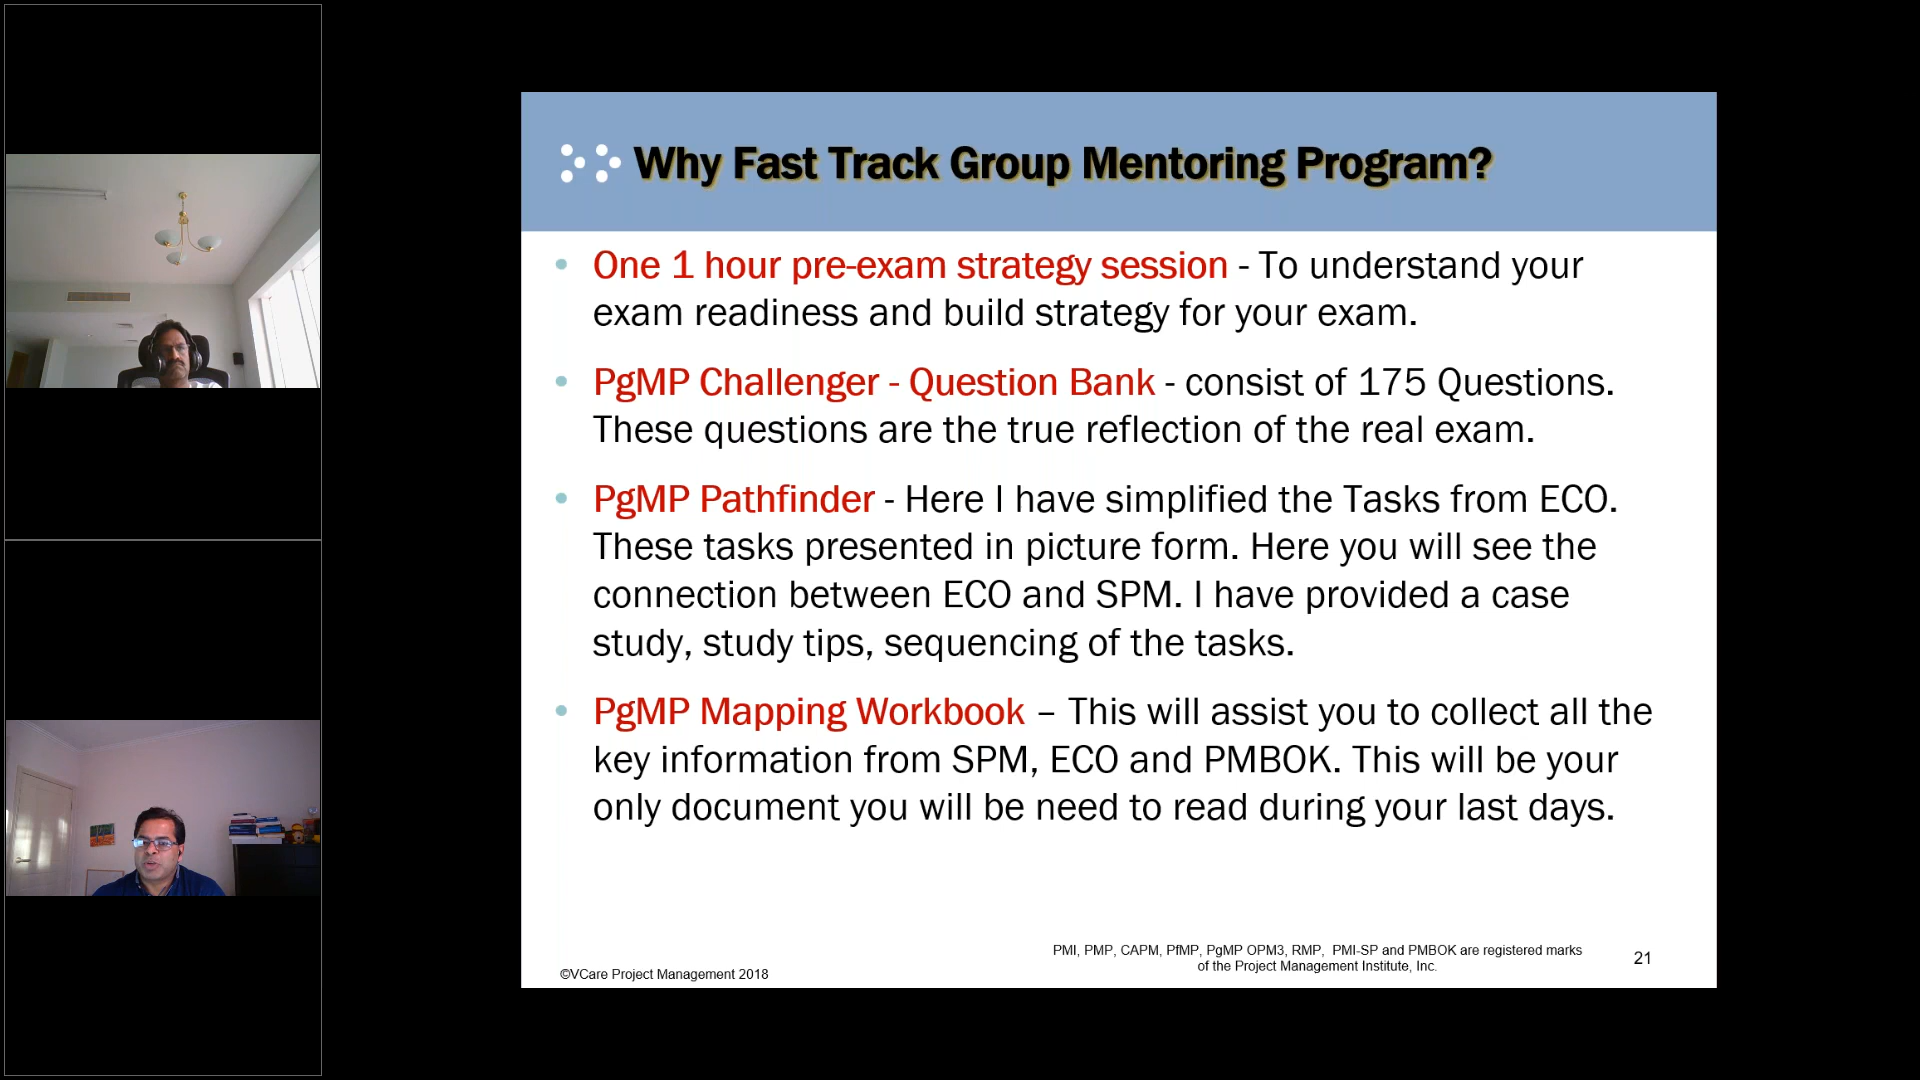 Why Fast Track Group Mentoring Program?
One 1 hour pre-exam strategy session - To understand your
exam readiness and build strategy for your exam.
PgMP Challenger - Question Bank - consist of 175 Questions.
These questions are the true reflection of the real exam.
PgMP Pathfinder - Here I have simplified the Tasks from ECO.
These tasks presented in picture form. Here you will see the
connection between ECO and SPM. I have provided a case
study, study tips, sequencing of the tasks.
PgMP Mapping Workbook – This will assist you to collect all the
key information from SPM, ECO and PMBOK. This will be your
only document you will be need to read during your last days.
PMI, PMP, CAPM, PfMP, PgMP OPM3, RMP, PMI-SP and PMBOK are registered marks
of the Project Management Institute, Inc.
21
©VCare Project Management 2018